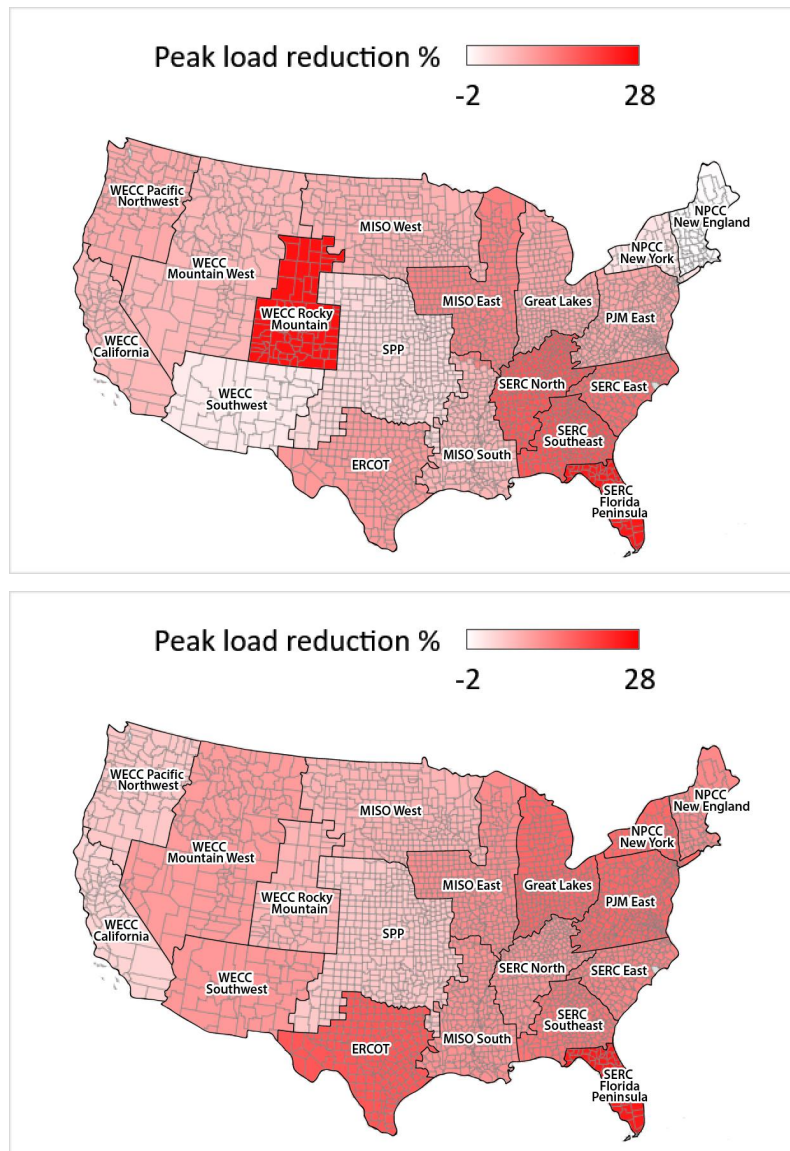 Peak load reduction %
-2 28
WECC Pacific
Northwest
NPCC
New England
MISO West
NPCC
New York
WECC
Mountain West
MISO East
Great Lakes
WECC Rocky
Mountain
PJM East
WECC
California
SPP
SERC North
SERC East
WECC
Southwest
SERC
Southeast
MISO South
ERCOT
SERC
Florida
Peninsula
Peak load reduction %
-2 28
WECC Pacific
Northwest
NPCC
New England
MISO West
NPCC
New York
WECC
Mountain West
MISO East
Great Lakes
WECC Rocky
Mountain
PJM East
WECC
California
SPP
SERC North
SERC East
WECC
Southwest
SERC
Southeast
MISO South
ERCOT
SERC
Florida
Peninsula